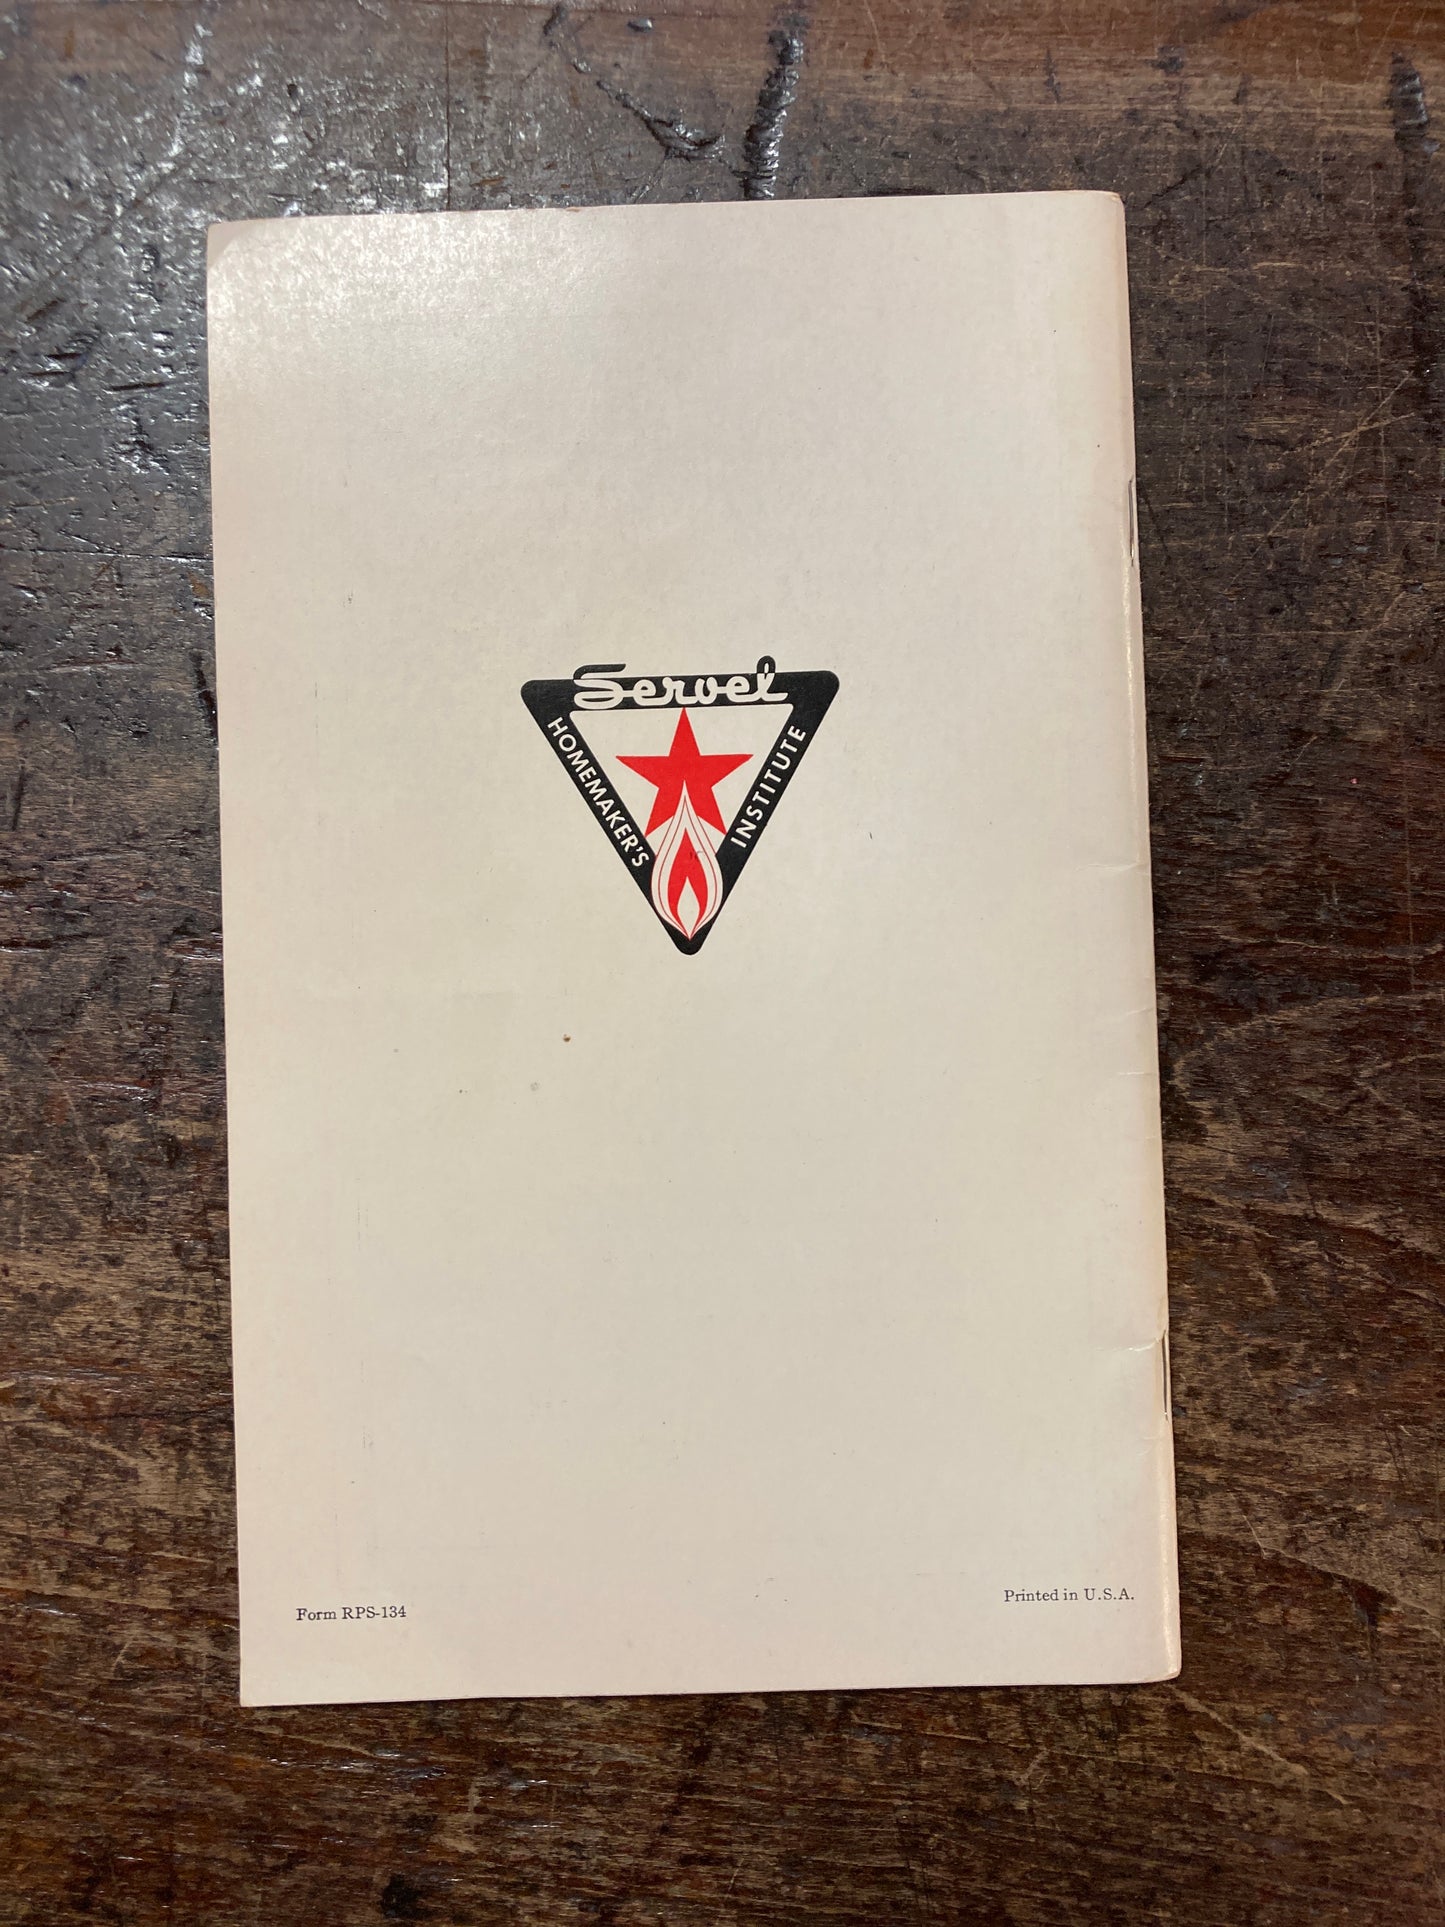 Servel
HOMEMAKER'S
INSTITUTE
Form RPS-134
Printed in U.S.A.